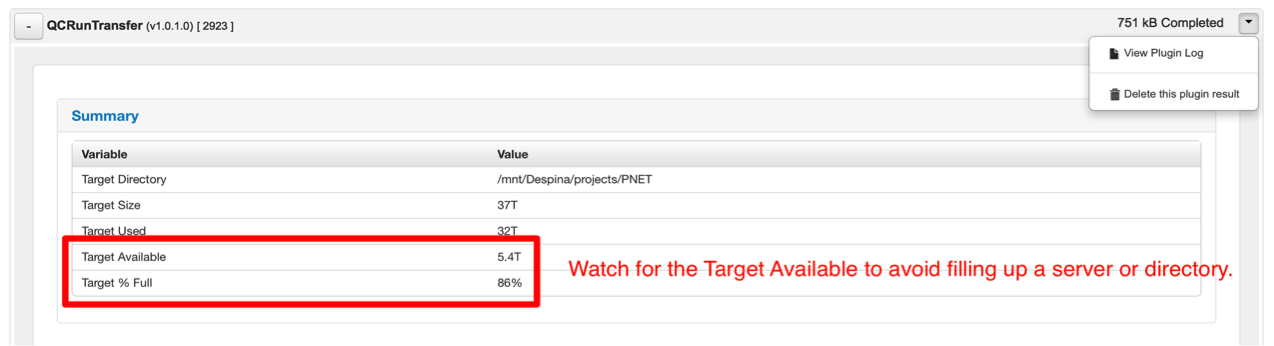 - QCRunTransfer (v1.0.1.0) [ 2923 ] 751 kB Completed
View Plugin Log
Delete this plugin result
Summary
Variable Value
Target Directory /mnt/Despina/projects/PNET
Target Size 37T
Target Used 32T
Target Available 5.4T
Watch for the Target Available to avoid filling up a server or directory.
Target % Full 86%